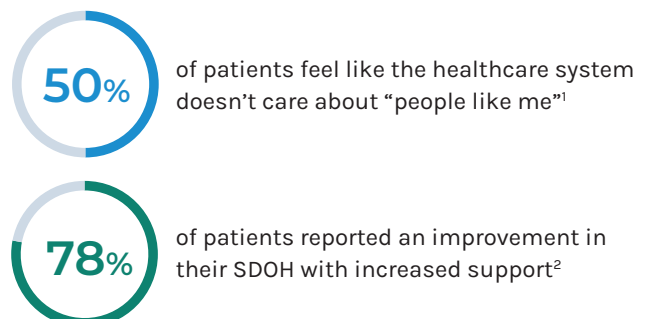 50%
of patients feel like the healthcare system
doesn’t care about “people like me”¹
78%
of patients reported an improvement in
their SDOH with increased support²